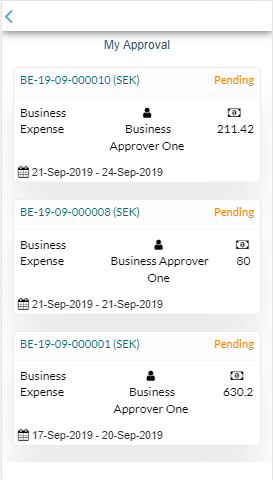 My Approval
BE-19-09-000010 (SEK) Pending
Business Expense
Business Approver One
211.42
21-Sep-2019 - 24-Sep-2019
BE-19-09-000008 (SEK) Pending
Business Expense
Business Approver One
80
21-Sep-2019 - 21-Sep-2019
BE-19-09-000001 (SEK) Pending
Business Expense
Business Approver One
630.2
17-Sep-2019 - 20-Sep-2019